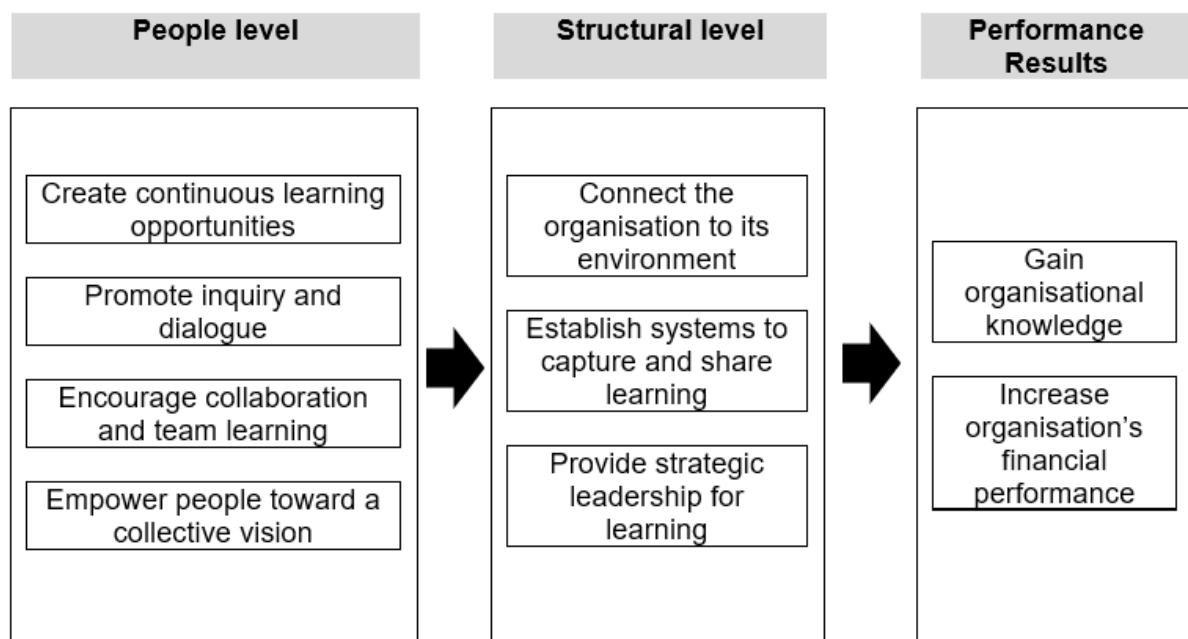 People level
Create continuous learning
opportunities
Promote inquiry and
dialogue
Encourage collaboration
and team learning
Empower people toward a
collective vision
Structural level
Connect the
organisation to its
environment
Establish systems to
capture and share
learning
Provide strategic
leadership for
learning
Performance
Results
Gain
organisational
knowledge
Increase
organisation’s
financial
performance